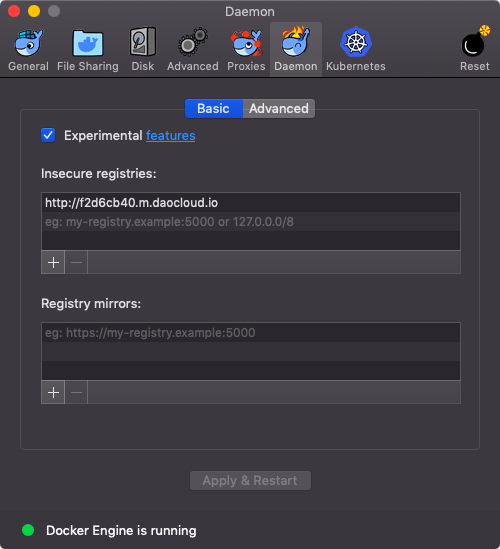 Daemon
General File Sharing Disk Advanced Proxies Daemon Kubernetes Reset
Basic Advanced
Experimental features
Insecure registries:
http://f2d6cb40.m.daocloud.io
eg: my-registry.example:5000 or 127.0.0.0/8
Registry mirrors:
eg: https://my-registry.example:5000
Apply & Restart
Docker Engine is running